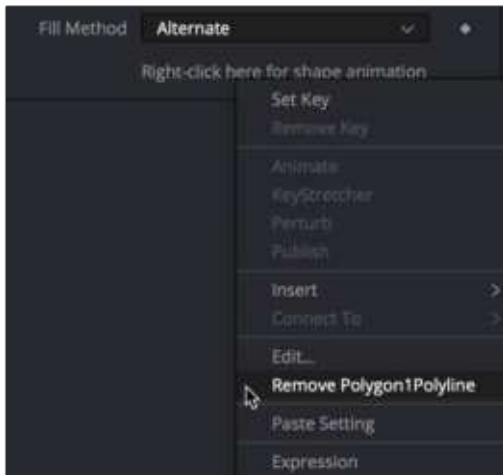 Fill Method Alternate
Right-click here for shape animation
Set Key
Remove Key
Animate
KeyStretcher
Perturb
Publish
Insert
Connect To
Edit...
Remove Polygon1Polyline
Paste Setting
Expression